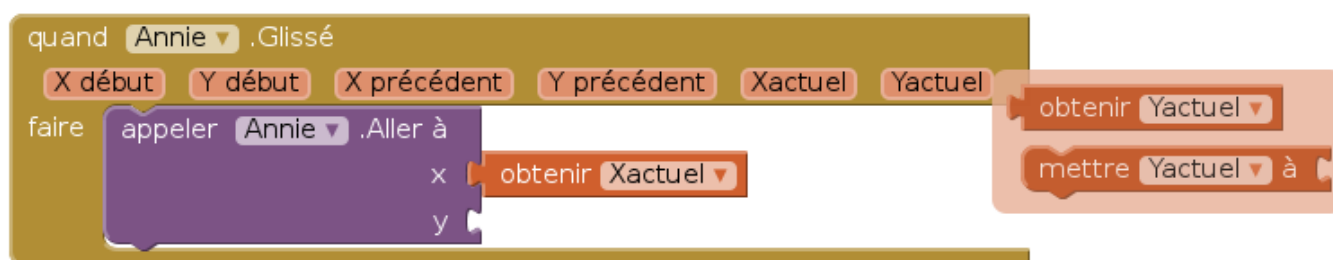 quand Annie .Glissé
X début Y début X précédent Y précédent Xactuel Yactuel
obtenir Yactuel
faire appeler Annie .Aller à
x obtenir Xactuel
mettre Yactuel à
y